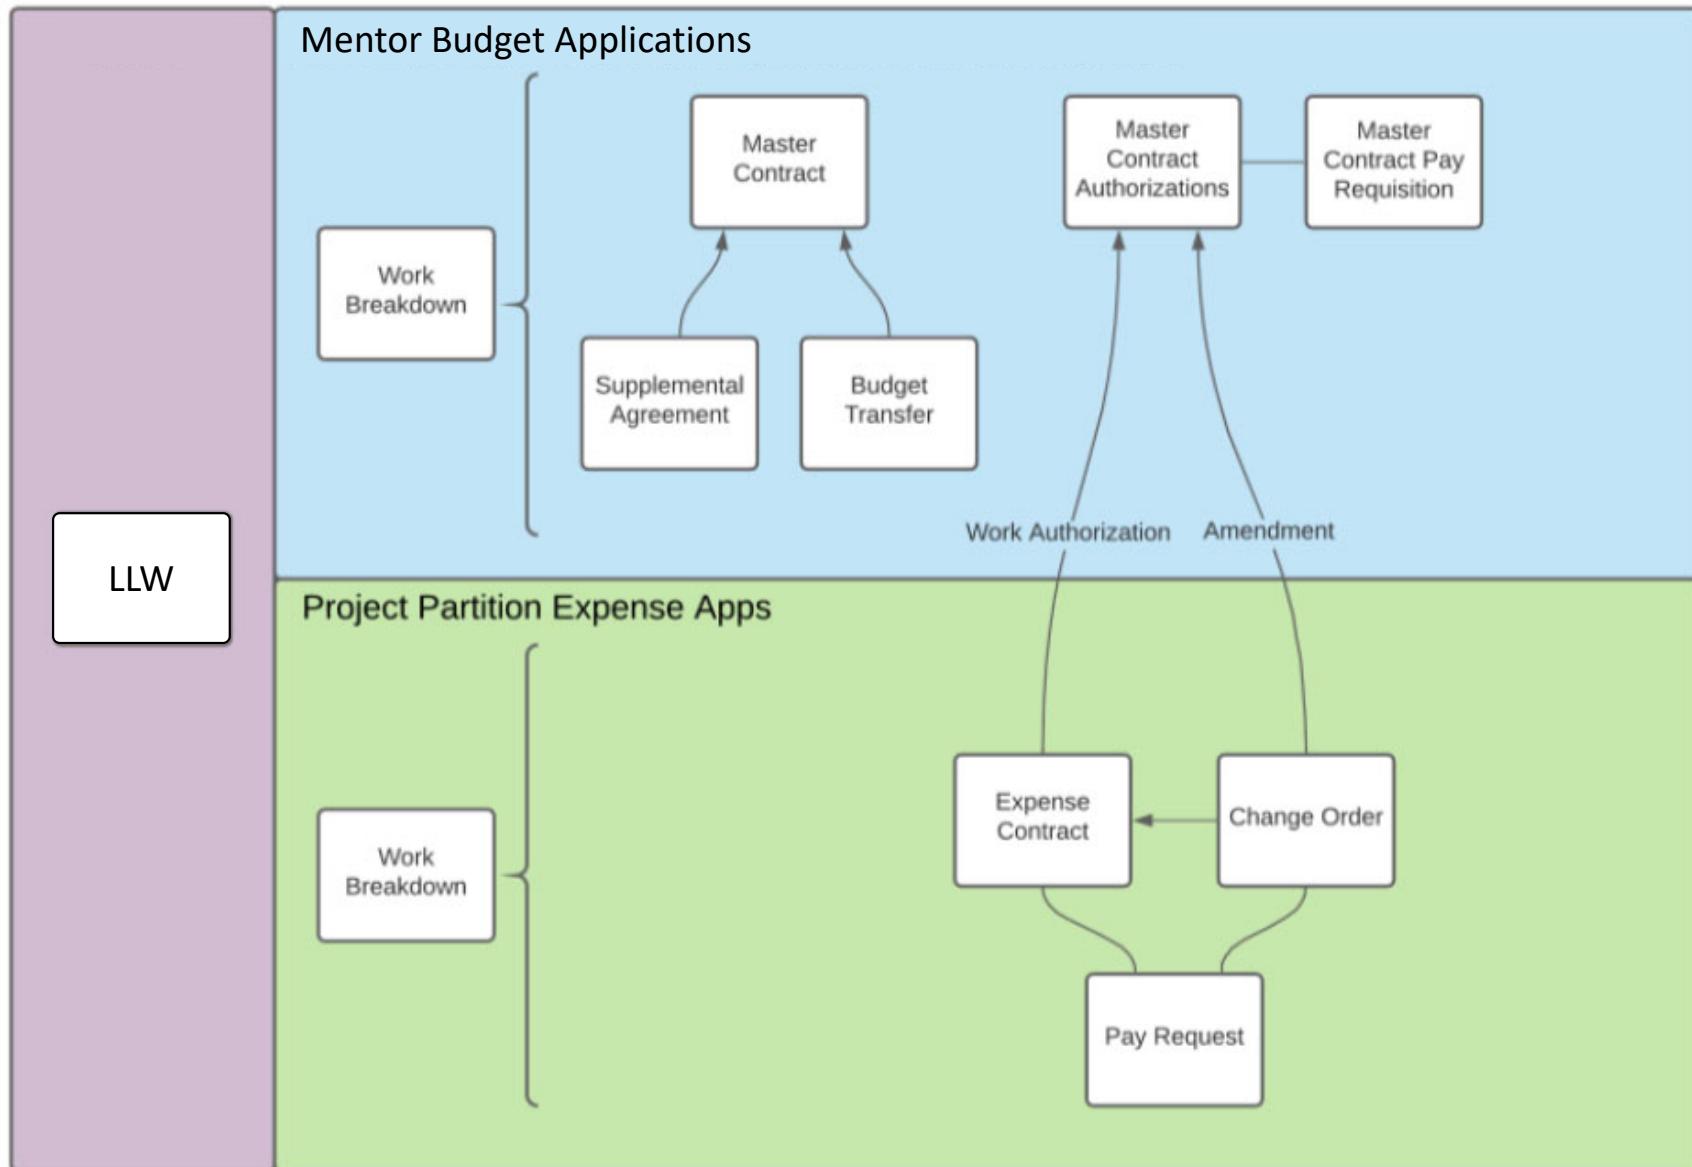 Mentor Budget Applications
Master
Contract
Master
Contract
Authorizations
Master
Contract Pay
Requisition
Work
Breakdown
Supplemental
Agreement
Budget
Transfer
Work Authorization
Amendment
LLW
Project Partition Expense Apps
Expense
Contract
Change Order
Work
Breakdown
Pay Request